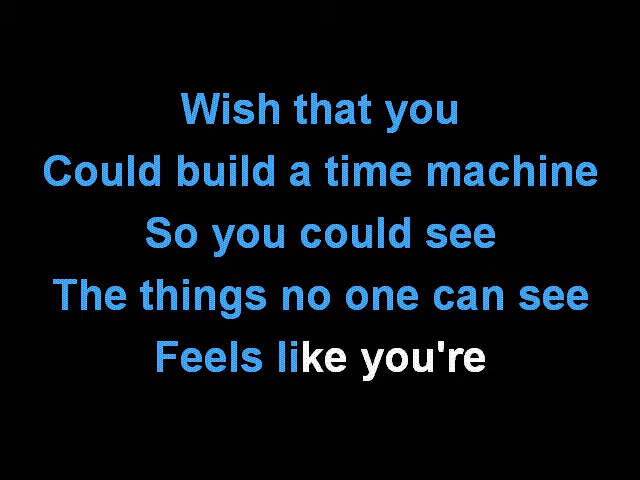 Wish that you
Could build a time machine
So you could see
The things no one can see
Feels like you're